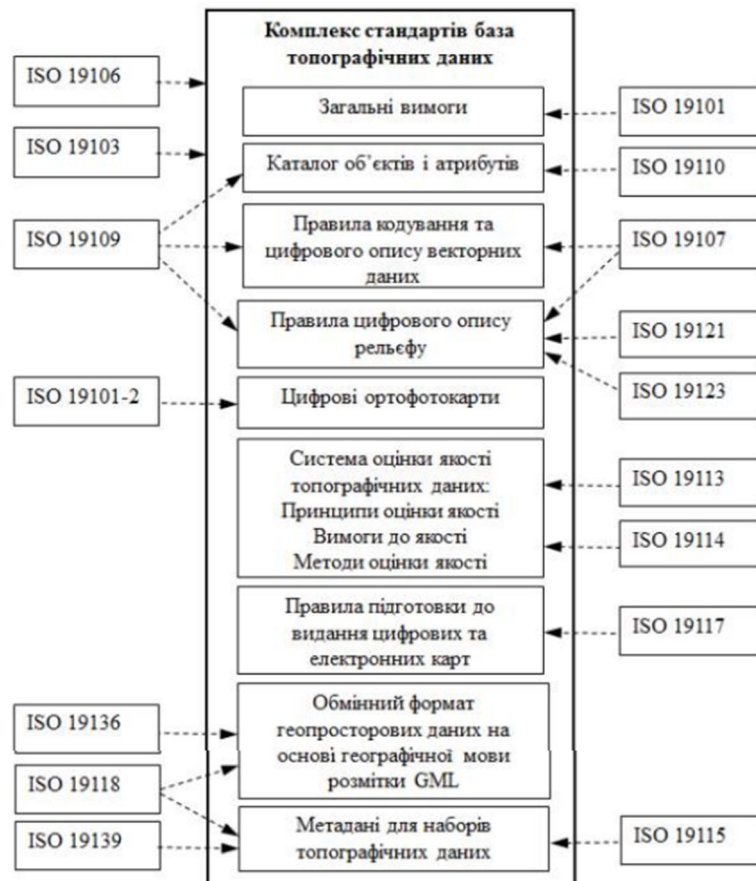 Комплекс стандартів база
топографічних даних
ISO 19106
Загальні вимоги
ISO 19101
ISO 19103
Каталог об’єктів і атрибутів
ISO 19110
ISO 19109
Правила кодування та
цифрового опису векторних
даних
ISO 19107
Правила цифрового опису
рельєфу
ISO 19121
ISO 19101-2
Цифрові ортофотокарти
ISO 19123
Система оцінки якості
топографічних даних:
Принципи оцінки якості
Вимоги до якості
Методи оцінки якості
ISO 19113
ISO 19114
Правила підготовки до
видання цифрових та
електронних карт
ISO 19117
ISO 19136
Обмінний формат
геопросторових даних на
основі географічної мови
розмітки GML
ISO 19118
ISO 19139
Метадані для наборів
топографічних даних
ISO 19115